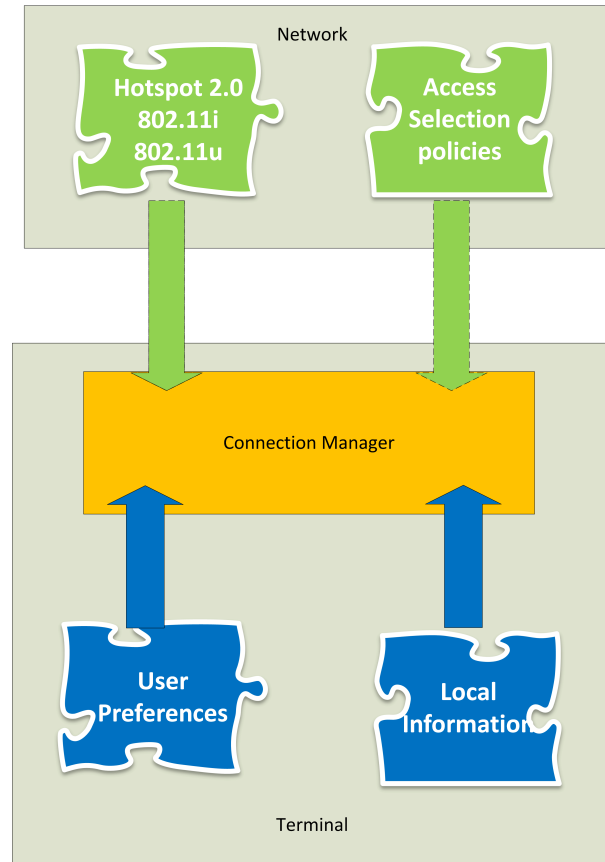 Network
Hotspot 2.0
802.11i
802.11u
Access
Selection
policies
Connection Manager
User
Preferences
Local
Information
Terminal